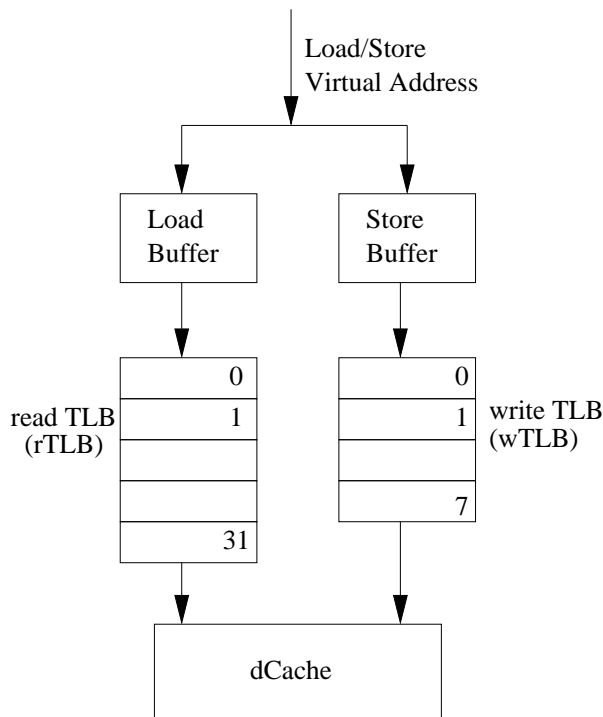 Load/Store
Virtual Address
Load
Buffer
Store
Buffer
read TLB
(rTLB)
0
1
31
0
1
7
write TLB
(wTLB)
dCache